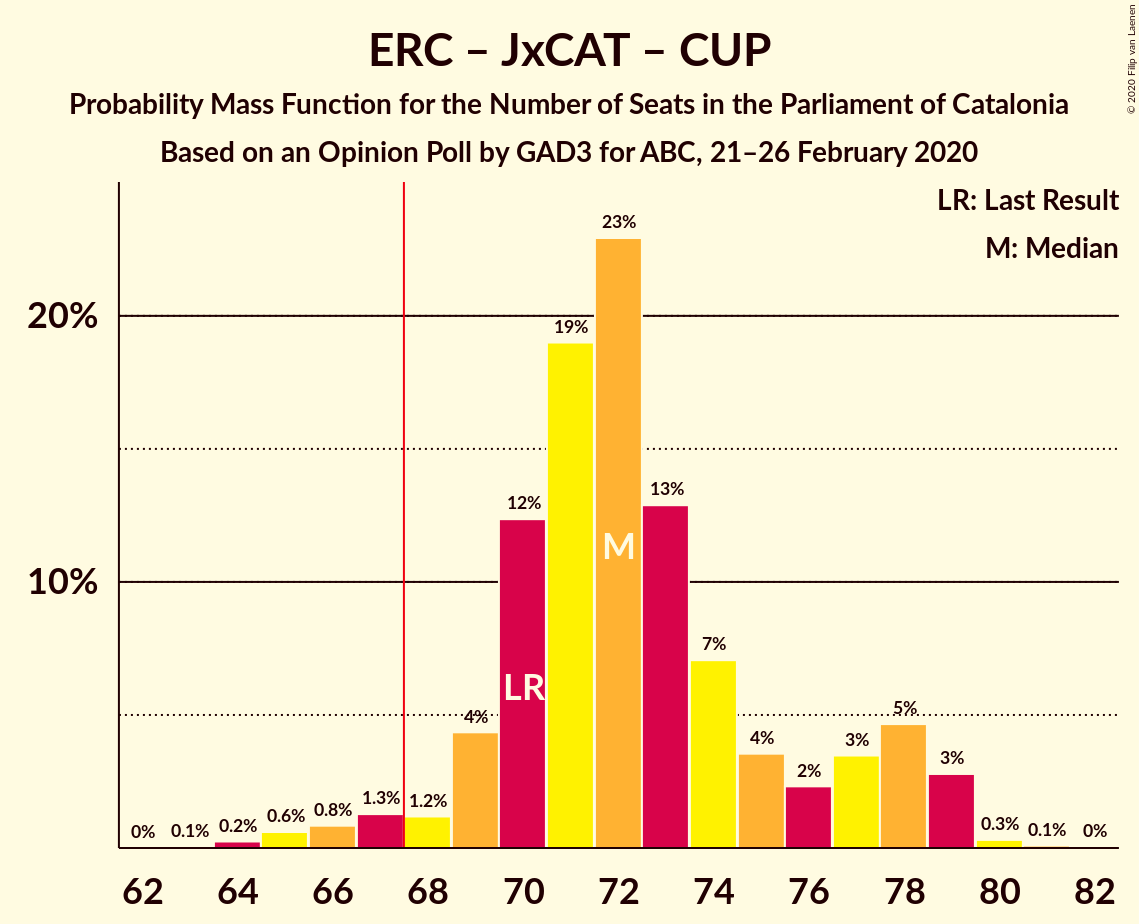 ERC – JxCAT – CUP
Probability Mass Function for the Number of Seats in the Parliament of Catalonia
Based on an Opinion Poll by GAD3 for ABC, 21–26 February 2020
© 2020 Filip van Laenen
LR: Last Result
M: Median
20%
10%
0%
0.1%
0.2%
0.6%
0.8%
1.3%
1.2%
4%
12%
19%
23%
13%
7%
4%
2%
3%
5%
3%
0.3%
0.1%
0%
LR
M
62 64 66 68 70 72 74 76 78 80 82